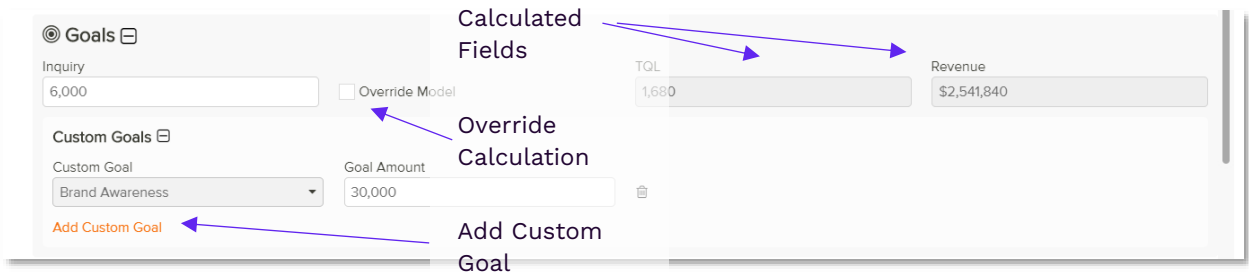 Calculated
Fields
Goals
Inquiry
TQL
Revenue
6,000
Override Model
1,680
$2,541,840
Override
Calculation
Custom Goals
Custom Goal
Goal Amount
Brand Awareness
30,000
Add Custom Goal
Add Custom
Goal